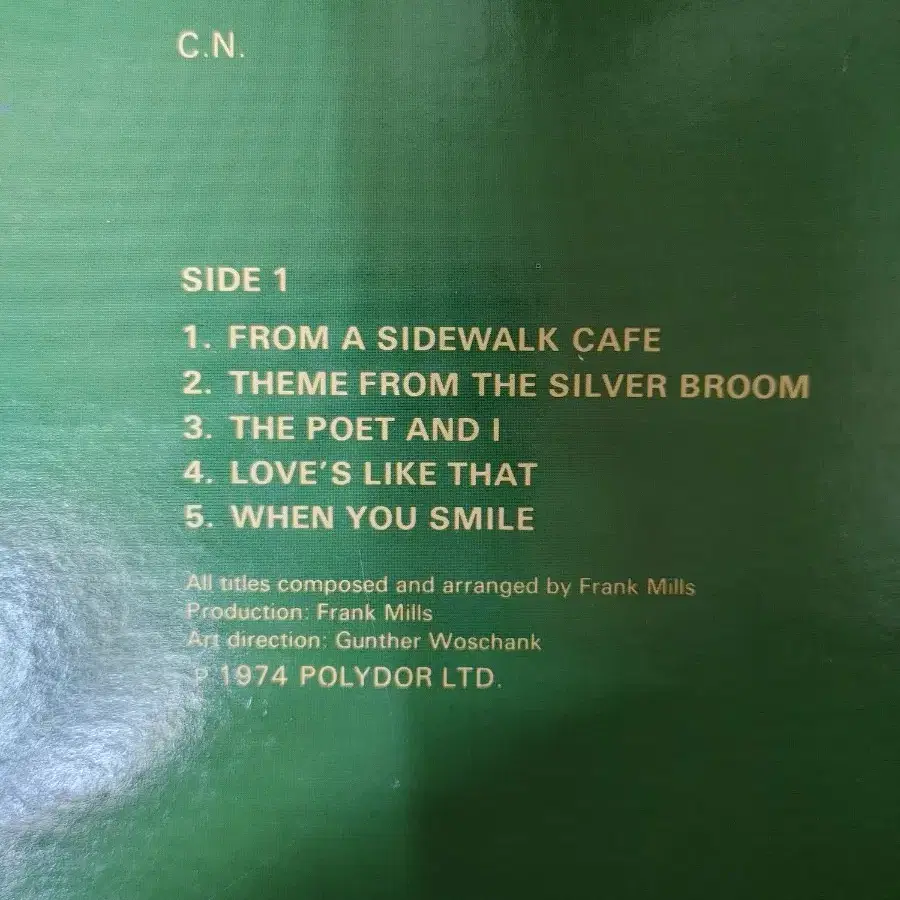 C.N.
SIDE 1
1. FROM A SIDEWALK CAFE
2. THEME FROM THE SILVER BROOM
3. THE POET AND I
4. LOVE'S LIKE THAT
5. WHEN YOU SMILE
All titles composed and arranged by Frank Mills
Production: Frank Mills
Art direction: Gunther Woschank
℗ 1974 POLYDOR LTD.